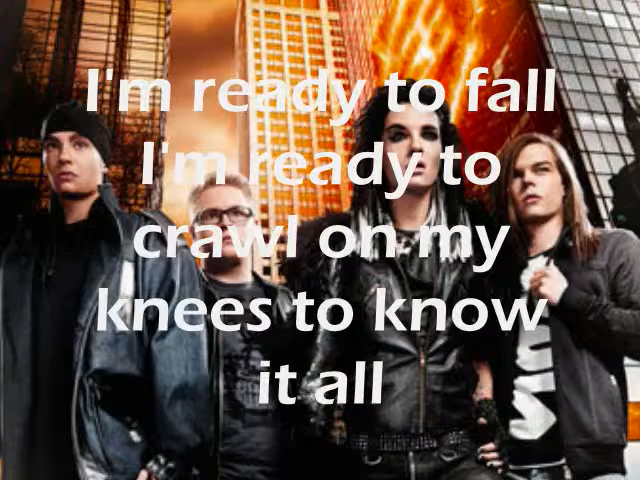 I'm ready to fall
I'm ready to
crawl on my
knees to know
it all